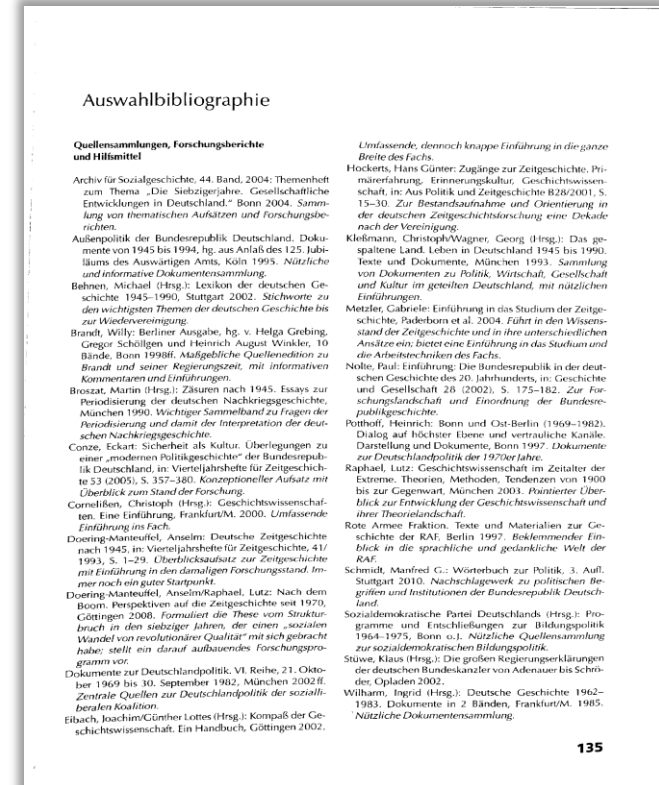 Auswahlbibliographie
Quellensammlungen, Forschungsberichte
und Hilfsmittel
Archiv für Sozialgeschichte, 44. Band, 2004: Themenheft
zum Thema „Die Siebzigerjahre. Gesellschaftliche
Entwicklungen in Deutschland.“ Bonn 2004. Samm-
lung von thematischen Aufsätzen und Forschungsbe-
richten.
Außenpolitik der Bundesrepublik Deutschland. Doku-
mente von 1945 bis 1994, hg. aus Anlaß des 125. Jubi-
läums des Auswärtigen Amts, Köln 1995. Nützliche
und informative Dokumentensammlung.
Behnen, Michael (Hrsg.): Lexikon der deutschen Ge-
schichte 1945–1990, Stuttgart 2002. Stichworte zu
den wichtigsten Themen der deutschen Geschichte bis
zur Wiedervereinigung.
Brandt, Willy: Berliner Ausgabe, hg. v. Helga Grebing,
Gregor Schöllgen und Heinrich August Winkler, 10
Bände, Bonn 1998ff. Maßgebliche Quellenedition zu
Brandt und seiner Regierungszeit, mit informativen
Kommentaren und Einführungen.
Broszat, Martin (Hrsg.): Zäsuren nach 1945. Essays zur
Periodisierung der deutschen Nachkriegsgeschichte,
München 1990. Wichtiger Sammelband zu Fragen der
Periodisierung und damit der Interpretation der deut-
schen Nachkriegsgeschichte.
Conze, Eckart: Sicherheit als Kultur. Überlegungen zu
einer „modernen Politikgeschichte“ der Bundesrepub-
lik Deutschland, in: Vierteljahrshefte für Zeitgeschich-
te 53 (2005), S. 357–380. Konzeptioneller Aufsatz mit
Überblick zum Stand der Forschung.
Cornelißen, Christoph (Hrsg.): Geschichtswissenschaf-
ten. Eine Einführung, Frankfurt/M. 2000. Umfassende
Einführung ins Fach.
Doering-Manteuffel, Anselm: Deutsche Zeitgeschichte
nach 1945, in: Vierteljahrshefte für Zeitgeschichte, 41/
1993, S. 1–29. Überblicksaufsatz zur Zeitgeschichte
mit Einführung in den damaligen Forschungsstand. Im-
mer noch ein guter Startpunkt.
Doering-Manteuffel, Anselm/Raphael, Lutz: Nach dem
Boom. Perspektiven auf die Zeitgeschichte seit 1970,
Göttingen 2008. Formuliert die These vom Struktur-
bruch in den siebziger Jahren, der einen „sozialen
Wandel von revolutionärer Qualität“ mit sich gebracht
habe; stellt ein darauf aufbauendes Forschungspro-
gramm vor.
Dokumente zur Deutschlandpolitik. VI. Reihe, 21. Okto-
ber 1969 bis 30. September 1982, München 2002ff.
Zentrale Quellen zur Deutschlandpolitik der sozialli-
beralen Koalition.
Eibach, Joachim/Günther Lottes (Hrsg.): Kompaß der Ge-
schichtswissenschaft. Ein Handbuch, Göttingen 2002.
Umfassende, dennoch knappe Einführung in die ganze
Breite des Fachs.
Hockerts, Hans Günter: Zugänge zur Zeitgeschichte. Pri-
märerfahrung, Erinnerungskultur, Geschichtswissen-
schaft, in: Aus Politik und Zeitgeschichte B28/2001, S.
15–30. Zur Bestandsaufnahme und Orientierung in
der deutschen Zeitgeschichtsforschung eine Dekade
nach der Vereinigung.
Kleßmann, Christoph/Wagner, Georg (Hrsg.): Das ge-
spaltene Land. Leben in Deutschland 1945 bis 1990.
Texte und Dokumente, München 1993. Sammlung
von Dokumenten zu Politik, Wirtschaft, Gesellschaft
und Kultur im geteilten Deutschland, mit nützlichen
Einführungen.
Metzler, Gabriele: Einführung in das Studium der Zeitge-
schichte, Paderborn et al. 2004. Führt in den Wissens-
stand der Zeitgeschichte und in ihre unterschiedlichen
Ansätze ein; bietet eine Einführung in das Studium und
die Arbeitstechniken des Fachs.
Nolte, Paul: Einführung: Die Bundesrepublik in der deut-
schen Geschichte des 20. Jahrhunderts, in: Geschichte
und Gesellschaft 28 (2002), S. 175–182. Zur For-
schungslandschaft und Einordnung der Bundesre-
publikgeschichte.
Potthoff, Heinrich: Bonn und Ost-Berlin (1969–1982).
Dialog auf höchster Ebene und vertrauliche Kanäle.
Darstellung und Dokumente, Bonn 1997. Dokumente
zur Deutschlandpolitik der 1970er Jahre.
Raphael, Lutz: Geschichtswissenschaft im Zeitalter der
Extreme. Theorien, Methoden, Tendenzen von 1900
bis zur Gegenwart, München 2003. Pointierter Über-
blick zur Entwicklung der Geschichtswissenschaft und
ihrer Theorielandschaft.
Rote Armee Fraktion. Texte und Materialien zur Ge-
schichte der RAF, Berlin 1997. Beklemmender Ein-
blick in die sprachliche und gedankliche Welt der
RAF.
Schmidt, Manfred G.: Wörterbuch zur Politik, 3. Aufl.
Stuttgart 2010. Nachschlagewerk zu politischen Be-
griffen und Institutionen der Bundesrepublik Deutsch-
land.
Sozialdemokratische Partei Deutschlands (Hrsg.): Pro-
gramme und Entschließungen zur Bildungspolitik
1964–1975, Bonn o.J. Nützliche Quellensammlung
zur sozialdemokratischen Bildungspolitik.
Stüwe, Klaus (Hrsg.): Die großen Regierungserklärungen
der deutschen Bundeskanzler von Adenauer bis Schrö-
der, Opladen 2002.
Wilharm, Ingrid (Hrsg.): Deutsche Geschichte 1962–
1983. Dokumente in 2 Bänden, Frankfurt/M. 1985.
Nützliche Dokumentensammlung.
135